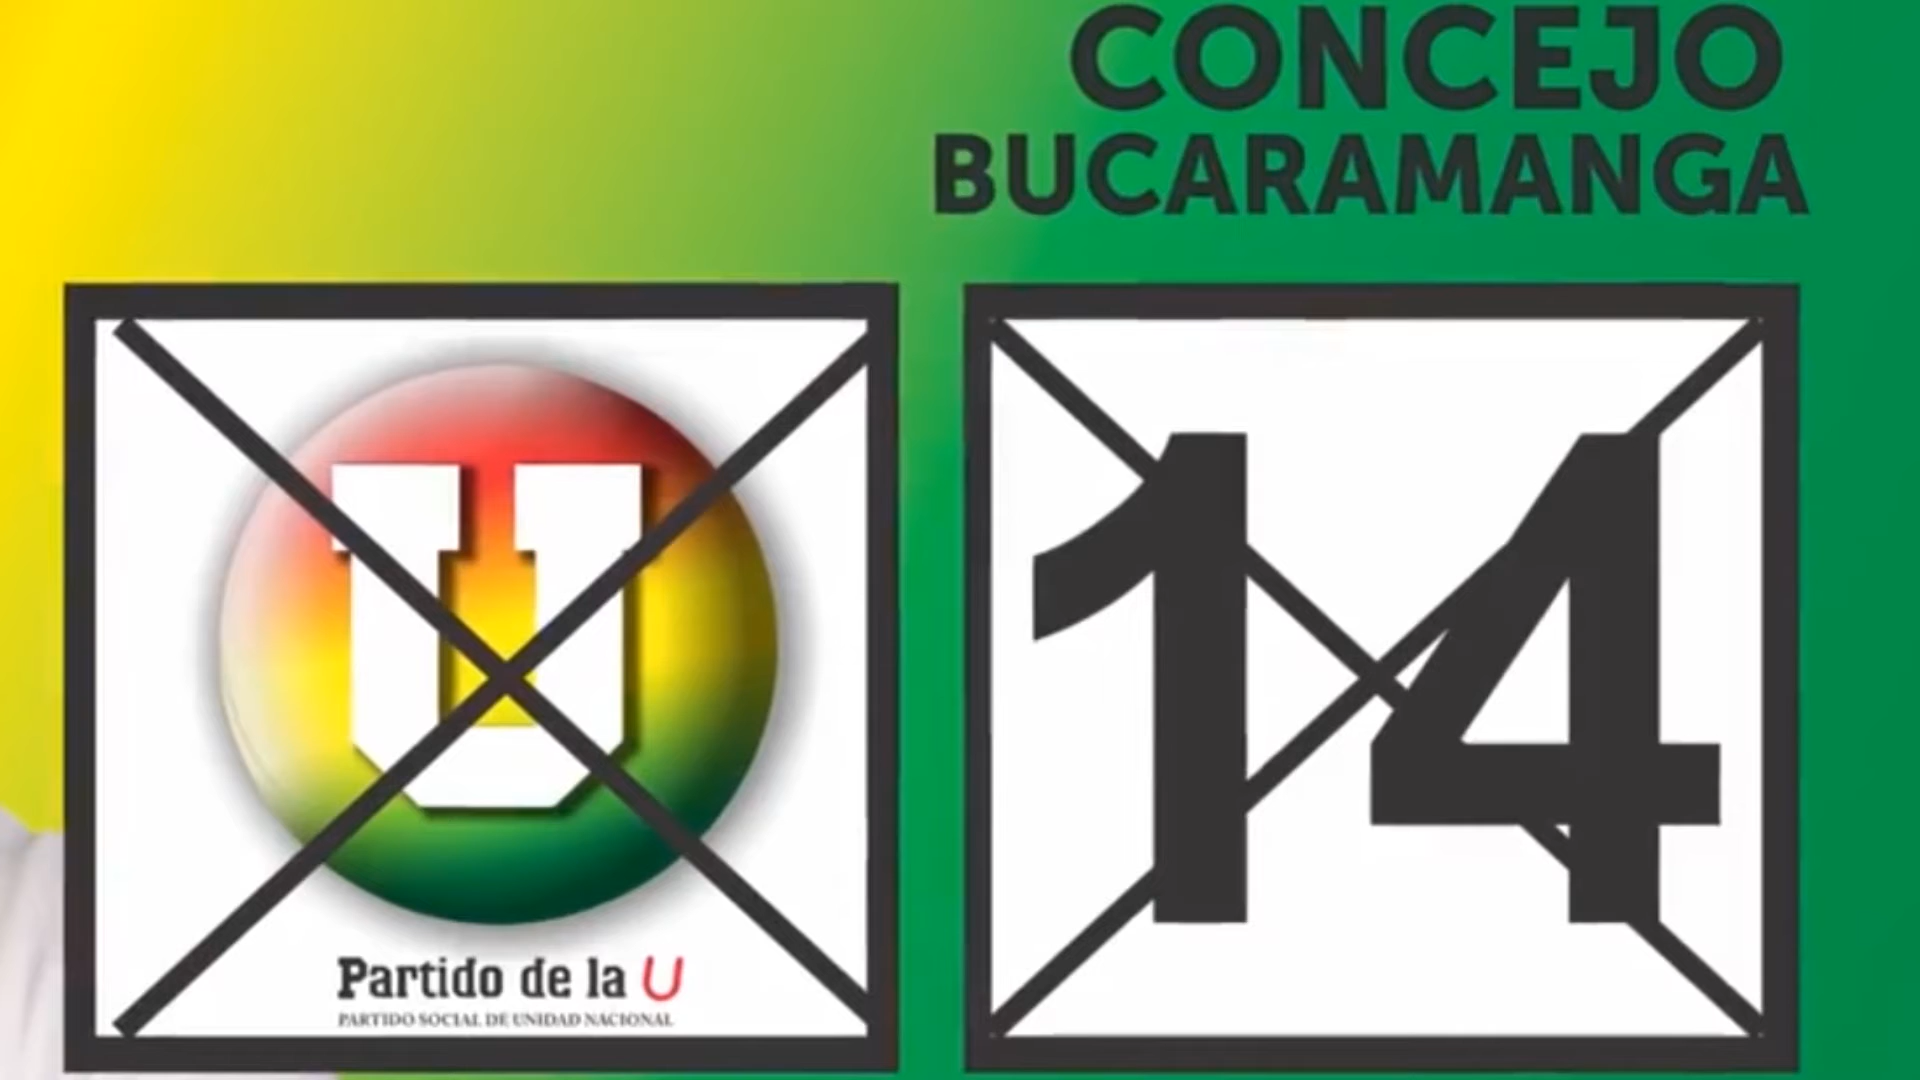 CONCEJO
BUCARAMANGA
U
14
Partido de la U
PARTIDO SOCIAL DE UNIDAD NACIONAL